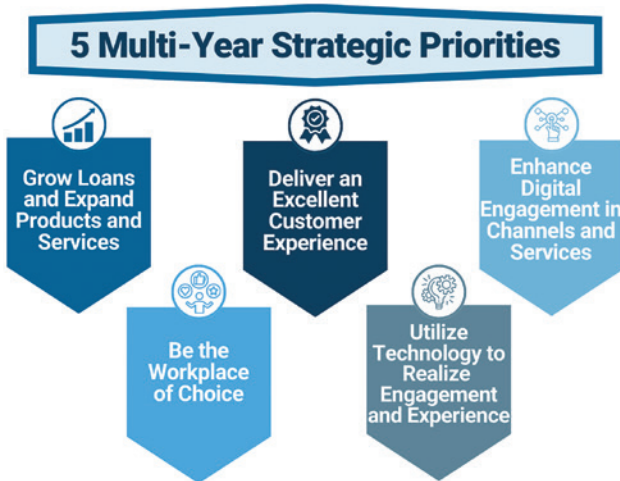 5 Multi-Year Strategic Priorities
Grow Loans
and Expand
Products and
Services
Deliver an
Excellent
Customer
Experience
Enhance
Digital
Engagement in
Channels and
Services
Be the
Workplace
of Choice
Utilize
Technology to
Realize
Engagement
and Experience